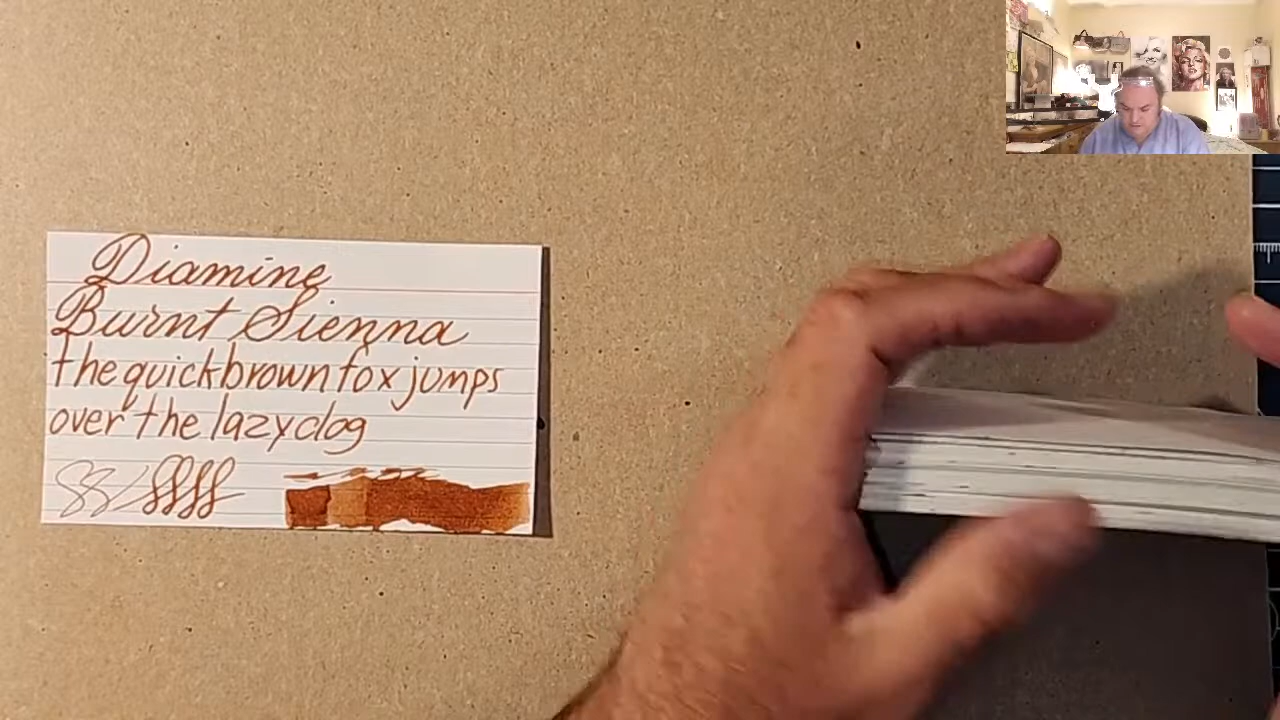 Diamine
Burnt Sienna
the quick brown fox jumps
over the lazy dog